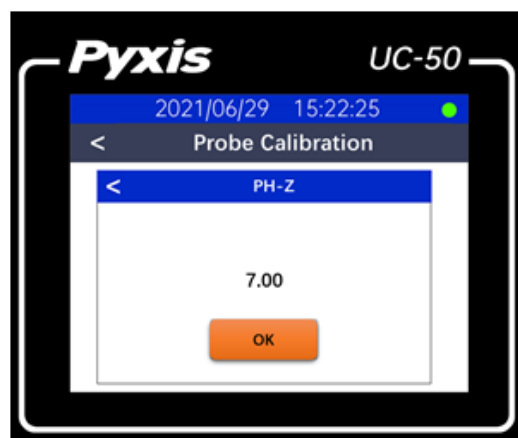 Pyxis UC-50
2021/06/29 15:22:25
< Probe Calibration
< PH-Z
7.00
OK